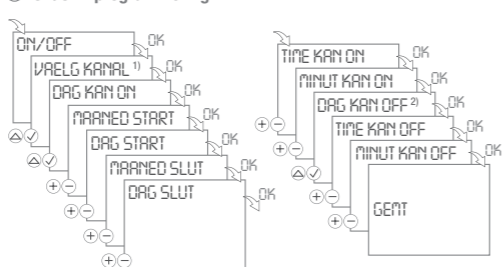 ON/OFF
OK
VAELG KANAL 1)
OK
DAG KAN ON
OK
MAANED START
OK
DAG START
OK
MAANED SLUT
OK
DAG SLUT
OK
TIME KAN ON
OK
MINUT KAN ON
OK
DAG KAN OFF 2)
OK
TIME KAN OFF
OK
MINUT KAN OFF
OK
GEMT